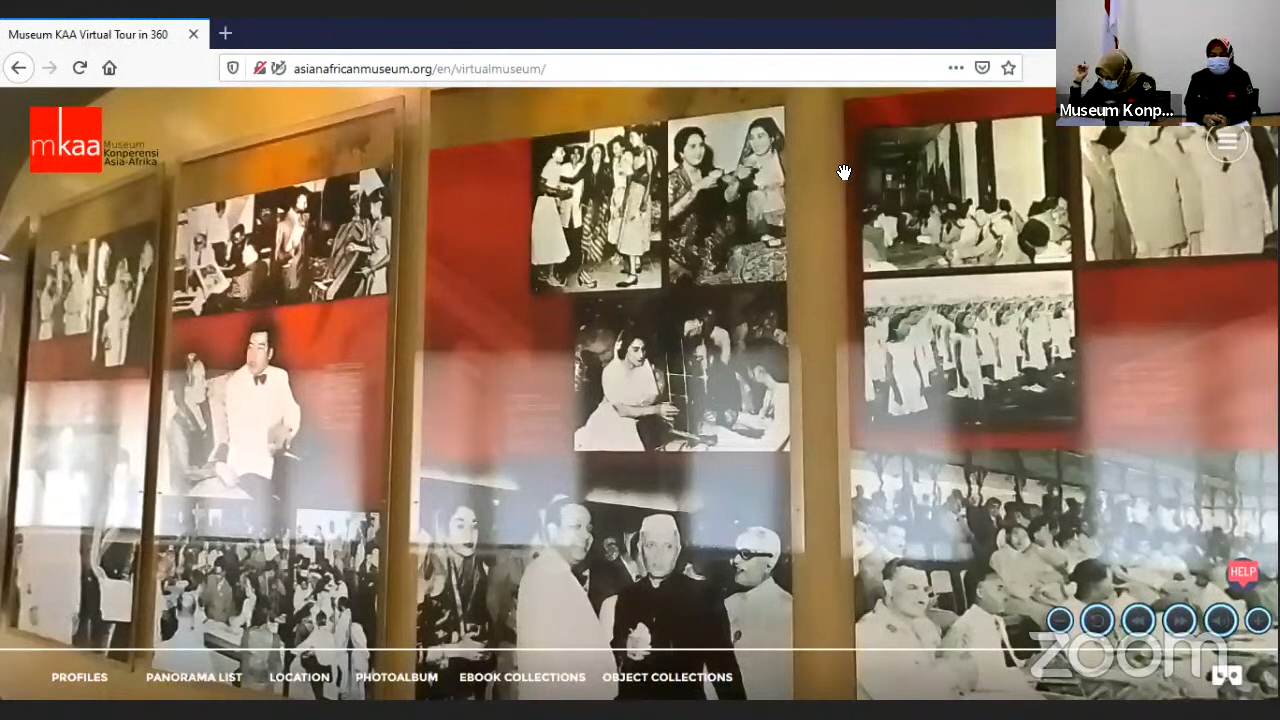 Museum KAA Virtual Tour in 360
asianafricanmuseum.org/en/virtualmuseum/
Museum Konp...
mkaa
Museum
Konperensi
Asia-Afrika
HELP
zoom
PROFILES PANORAMA LIST LOCATION PHOTOALBUM EBOOK COLLECTIONS OBJECT COLLECTIONS